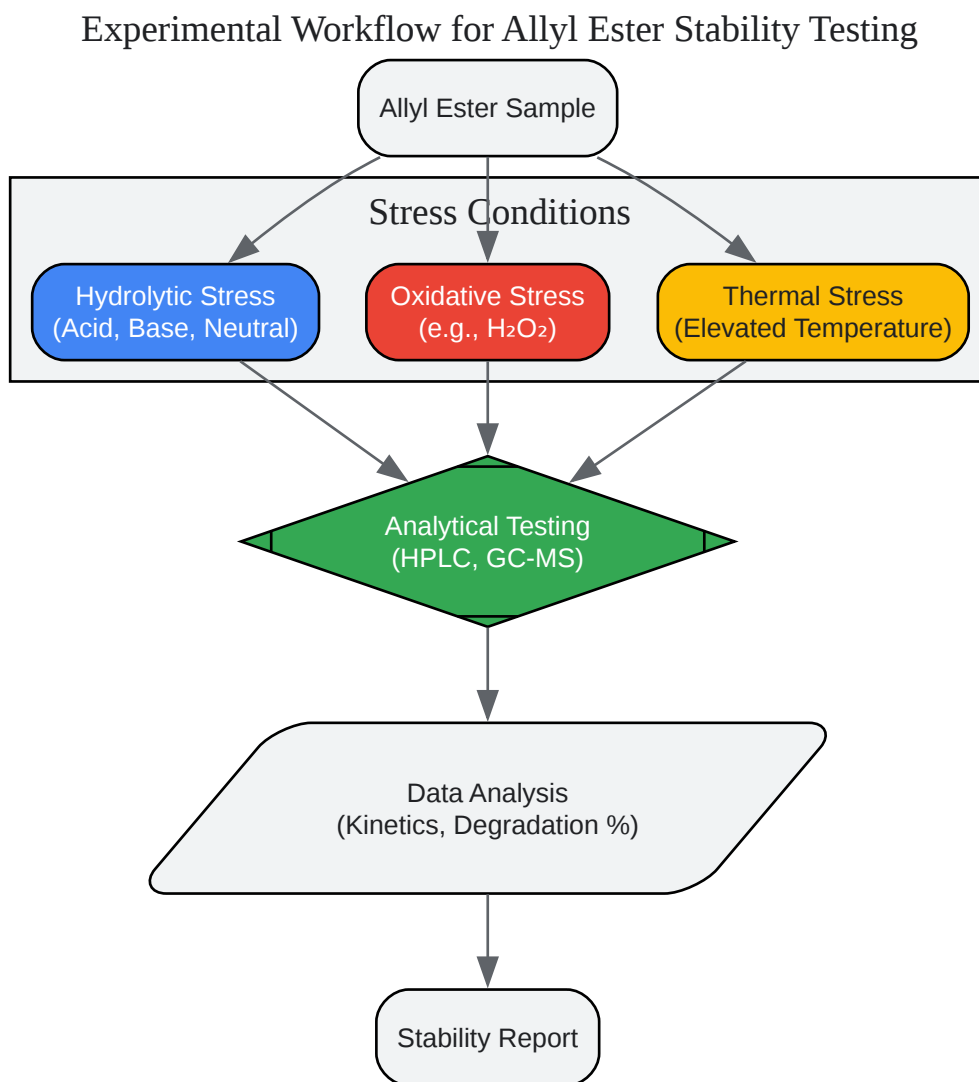 Experimental Workflow for Allyl Ester Stability Testing
Allyl Ester Sample
Stress Conditions
Hydrolytic Stress
(Acid, Base, Neutral)
Oxidative Stress
(e.g., H₂O₂)
Thermal Stress
(Elevated Temperature)
Analytical Testing
(HPLC, GC-MS)
Data Analysis
(Kinetics, Degradation %)
Stability Report